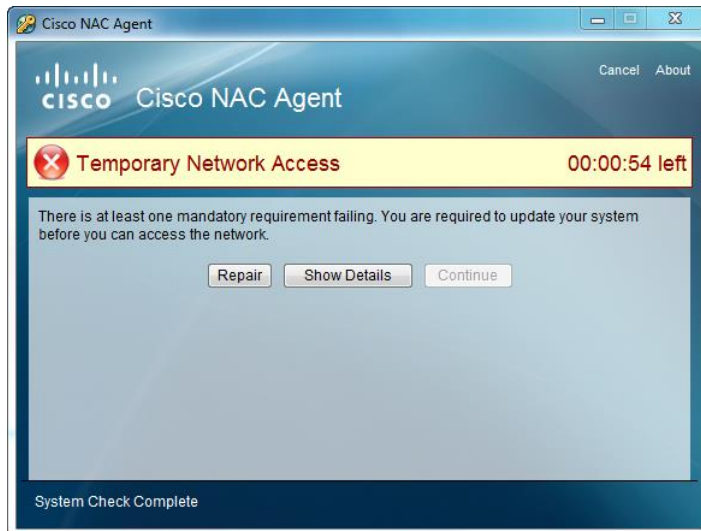 Cisco NAC Agent
Cancel About
CISCO Cisco NAC Agent
Temporary Network Access 00:00:54 left
There is at least one mandatory requirement failing. You are required to update your system
before you can access the network.
Repair Show Details Continue
System Check Complete